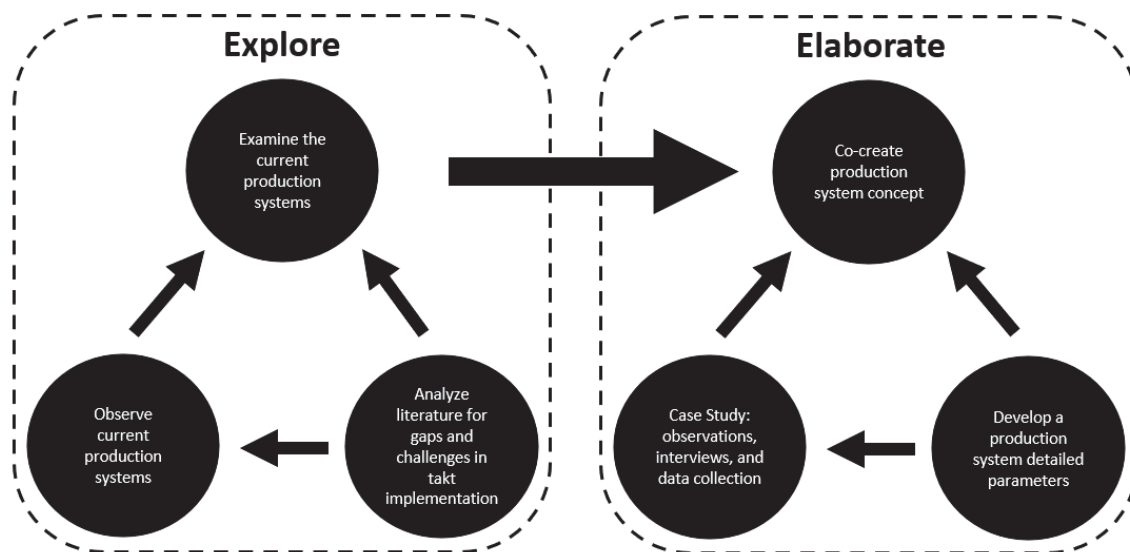 Explore
Examine the
current
production
systems
Observe
current
production
systems
Analyze
literature for
gaps and
challenges in
takt
implementation
Elaborate
Co-create
production
system concept
Case Study:
observations,
interviews, and
data collection
Develop a
production
system detailed
parameters